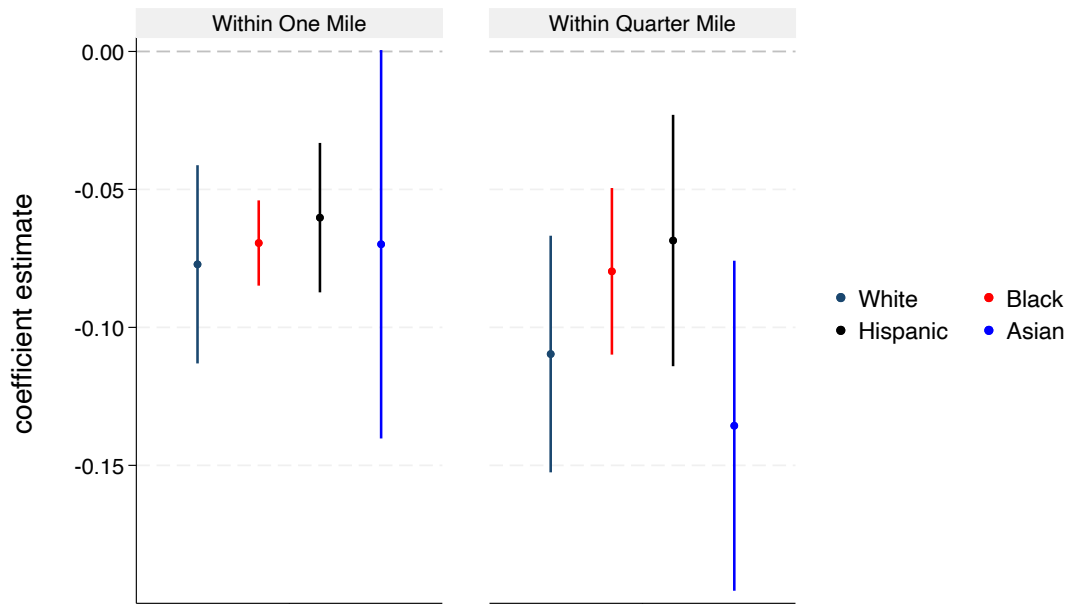 Within One Mile
Within Quarter Mile
0.00
-0.05
-0.10
-0.15
coefficient estimate
White
Black
Hispanic
Asian